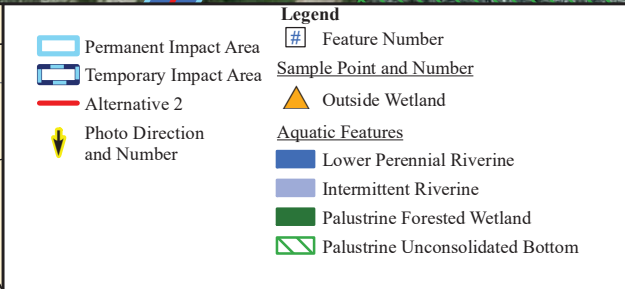 Legend
Permanent Impact Area
Temporary Impact Area
Alternative 2
Photo Direction
and Number
# Feature Number
Sample Point and Number
Outside Wetland
Aquatic Features
Lower Perennial Riverine
Intermittent Riverine
Palustrine Forested Wetland
Palustrine Unconsolidated Bottom